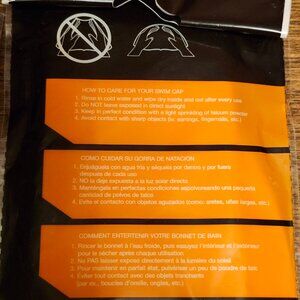 HOW TO CARE FOR YOUR SWIM CAP
1. Rinse in cold water and wipe dry inside and out after every use
2. Do NOT leave exposed in direct sunlight
3. Keep in perfect condition with a light spreading of talcum powder
4. Avoid contact with sharp objects (ie. earrings, fingernails, etc.)
COMO CUIDAR SU GORRA DE NATACION
1. Enjuáguela con agua fría y séquela por dentro y por fuera
después de cada uso
2. NO la deje expuesta a la luz solar directa
3. Manténgala en perfectas condiciones espolvoreando una pequeña
cantidad de polvos de talco
4. Evite el contacto con objetos aguzados (como: aretes, uñas largas, etc.)
COMMENT ENTERTENIR VOTRE BONNET DE BAIN
1. Rincer le bonnet à l'eau froide, puis essuyer l'intérieur et l'extérieur
pour le sécher après chaque utilisation.
2. Ne PAS laisser exposé directement à la lumière du soleil
3. Pour maintenir en parfait état, pulvériser un peu de poudre de talc
4. Éviter tout contact avec des objets tranchants
(par ex., boucles d'oreille, ongles, etc.)